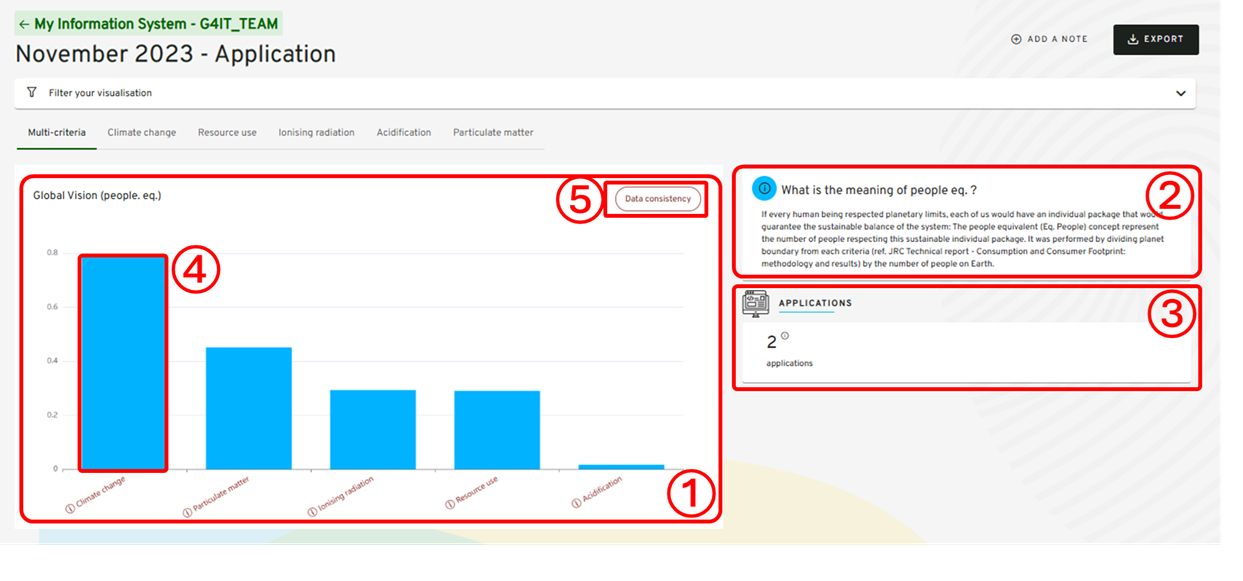 ← My Information System - G4IT_TEAM
November 2023 - Application
ADD A NOTE
EXPORT
Filter your visualisation
Multi-criteria Climate change Resource use Ionising radiation Acidification Particulate matter
Global Vision (people. eq.)
⑤
Data consistency
0.8
④
0.6
0.4
0.2
0
Climate change
Particulate matter
Ionising radiation
Resource use
Acidification
①
What is the meaning of people eq. ?
②
If every human being respected planetary limits, each of us would have an individual package that would
guarantee the sustainable balance of the system: The people equivalent (Eq. People) concept represent
the number of people respecting this sustainable individual package. It was performed by dividing planet
boundary from each criteria (ref. JRC Technical report - Consumption and Consumer Footprint:
methodology and results) by the number of people on Earth.
APPLICATIONS
③
2
applications